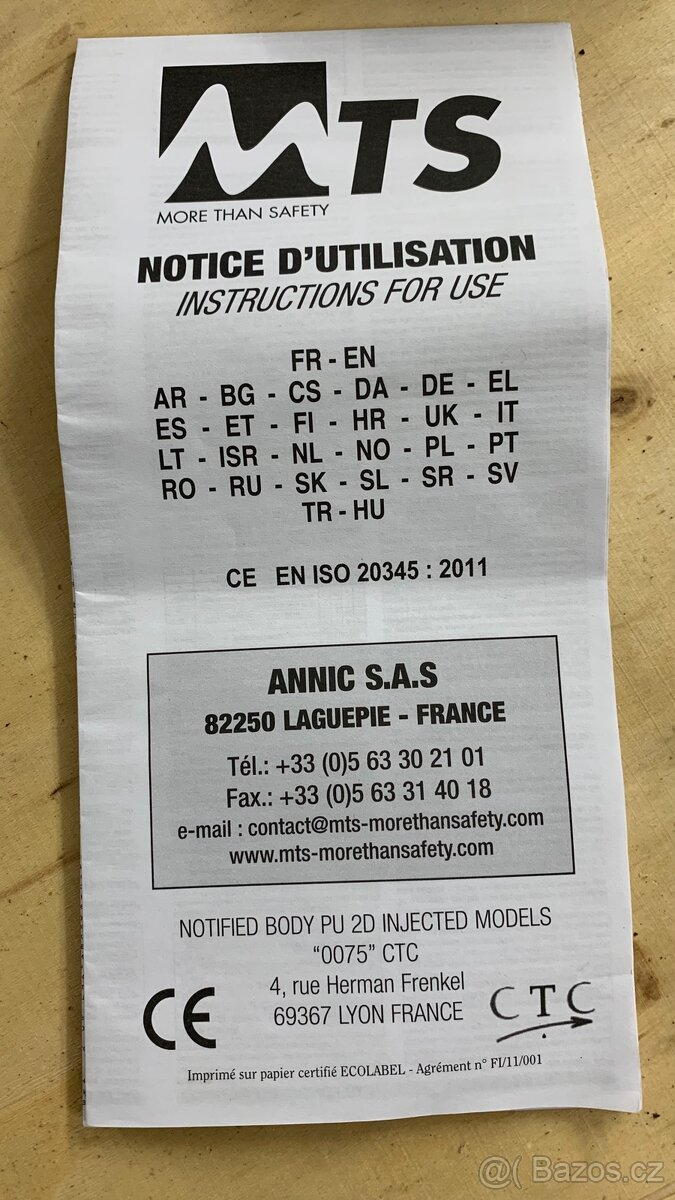 MTS
MORE THAN SAFETY
NOTICE D'UTILISATION
INSTRUCTIONS FOR USE
FR - EN
AR - BG - CS - DA - DE - EL
ES - ET - FI - HR - UK - IT
LT - ISR - NL - NO - PL - PT
RO - RU - SK - SL - SR - SV
TR - HU
CE EN ISO 20345 : 2011
ANNIC S.A.S
82250 LAGUEPIE - FRANCE
Tél.: +33 (0)5 63 30 21 01
Fax.: +33 (0)5 63 31 40 18
e-mail : contact@mts-morethansafety.com
www.mts-morethansafety.com
NOTIFIED BODY PU 2D INJECTED MODELS
"0075" CTC
4, rue Herman Frenkel
69367 LYON FRANCE
CE
CTC
Imprimé sur papier certifié ECOLABEL - Agrément n° FI/11/001
@( Bazoš.cz